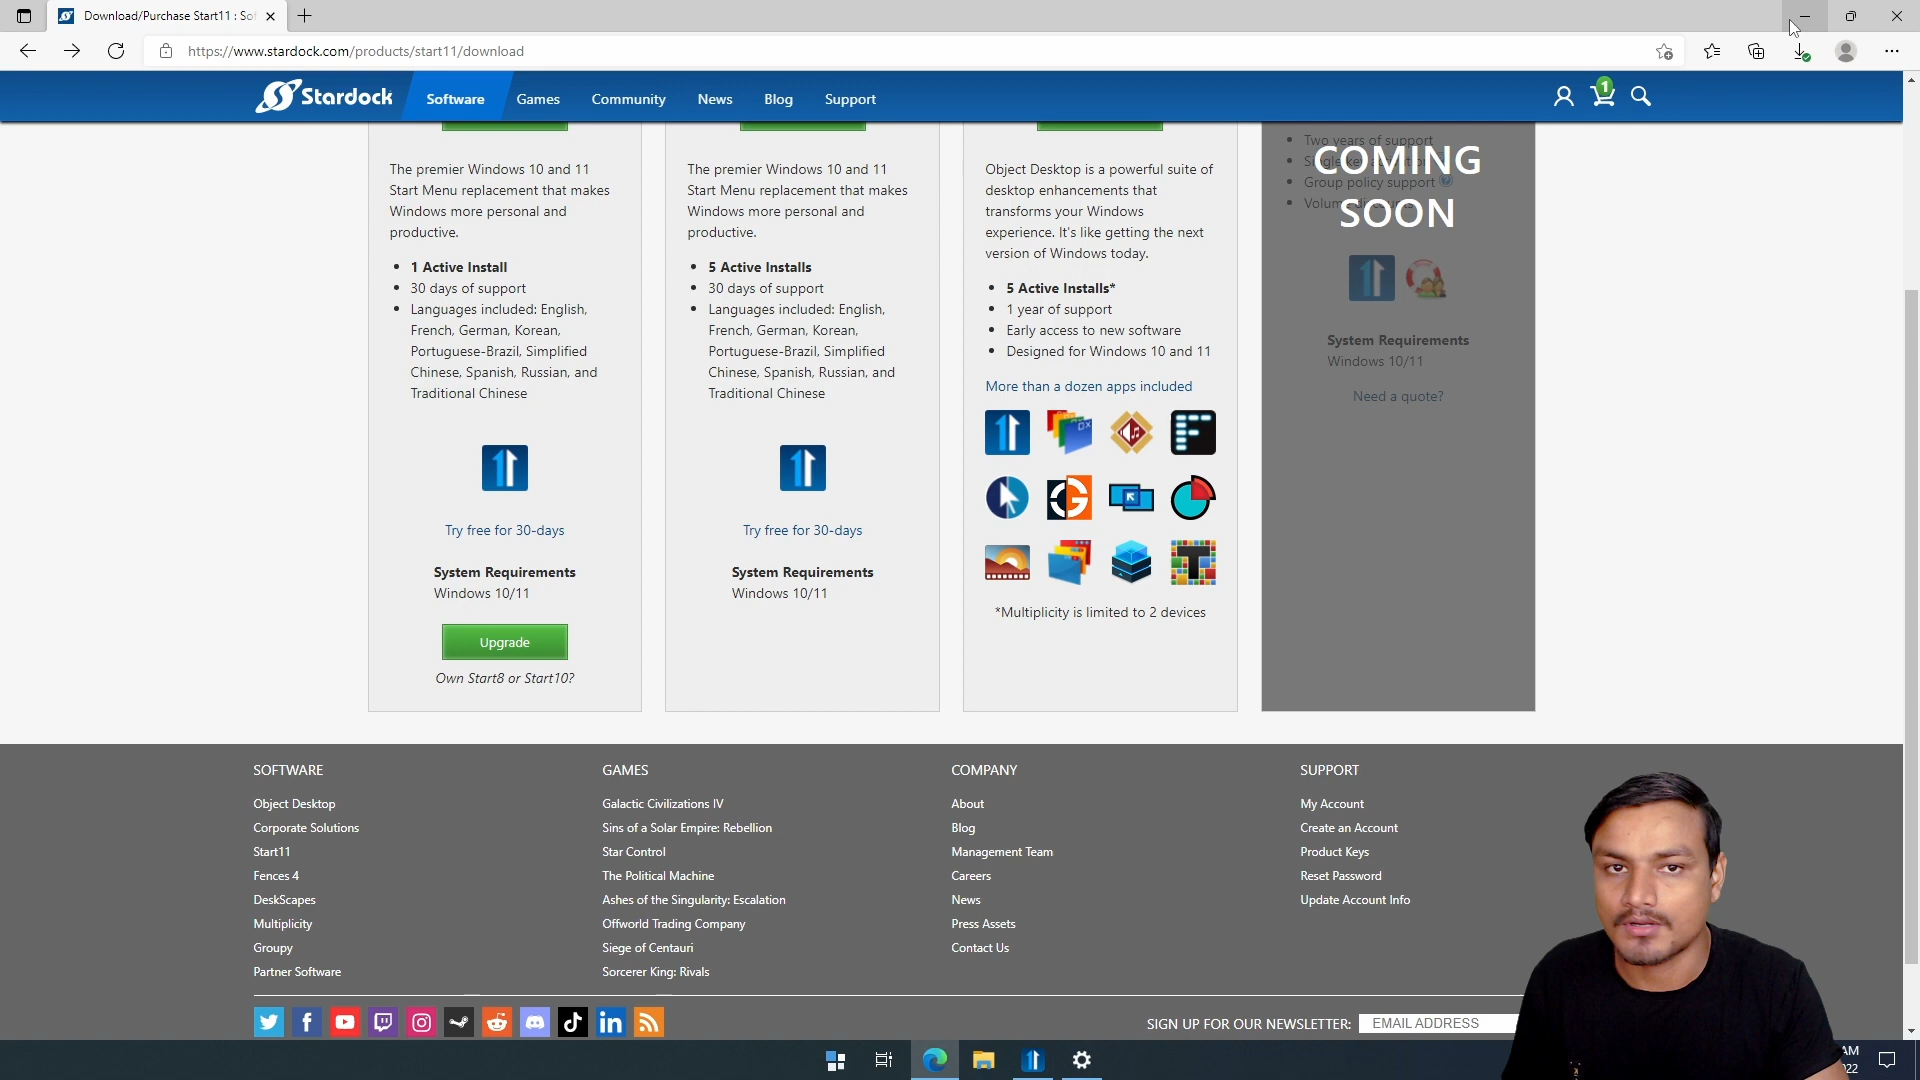 Download/Purchase Start11 : So
https://www.stardock.com/products/start11/download
Stardock
Software
Games
Community
News
Blog
Support
1
The premier Windows 10 and 11
Start Menu replacement that makes
Windows more personal and
productive.
1 Active Install
30 days of support
Languages included: English,
French, German, Korean,
Portuguese-Brazil, Simplified
Chinese, Spanish, Russian, and
Traditional Chinese
Try free for 30-days
System Requirements
Windows 10/11
Upgrade
Own Start8 or Start10?
The premier Windows 10 and 11
Start Menu replacement that makes
Windows more personal and
productive.
5 Active Installs
30 days of support
Languages included: English,
French, German, Korean,
Portuguese-Brazil, Simplified
Chinese, Spanish, Russian, and
Traditional Chinese
Try free for 30-days
System Requirements
Windows 10/11
Object Desktop is a powerful suite of
desktop enhancements that
transforms your Windows
experience. It's like getting the next
version of Windows today.
5 Active Installs*
1 year of support
Early access to new software
Designed for Windows 10 and 11
More than a dozen apps included
*Multiplicity is limited to 2 devices
Two years of support
Group policy support
COMING
SOON
System Requirements
Windows 10/11
Need a quote?
SOFTWARE
Object Desktop
Corporate Solutions
Start11
Fences 4
DeskScapes
Multiplicity
Groupy
Partner Software
GAMES
Galactic Civilizations IV
Sins of a Solar Empire: Rebellion
Star Control
The Political Machine
Ashes of the Singularity: Escalation
Offworld Trading Company
Siege of Centauri
Sorcerer King: Rivals
COMPANY
About
Blog
Management Team
Careers
News
Press Assets
Contact Us
SUPPORT
My Account
Create an Account
Product Keys
Reset Password
Update Account Info
SIGN UP FOR OUR NEWSLETTER:
EMAIL ADDRESS
AM
22